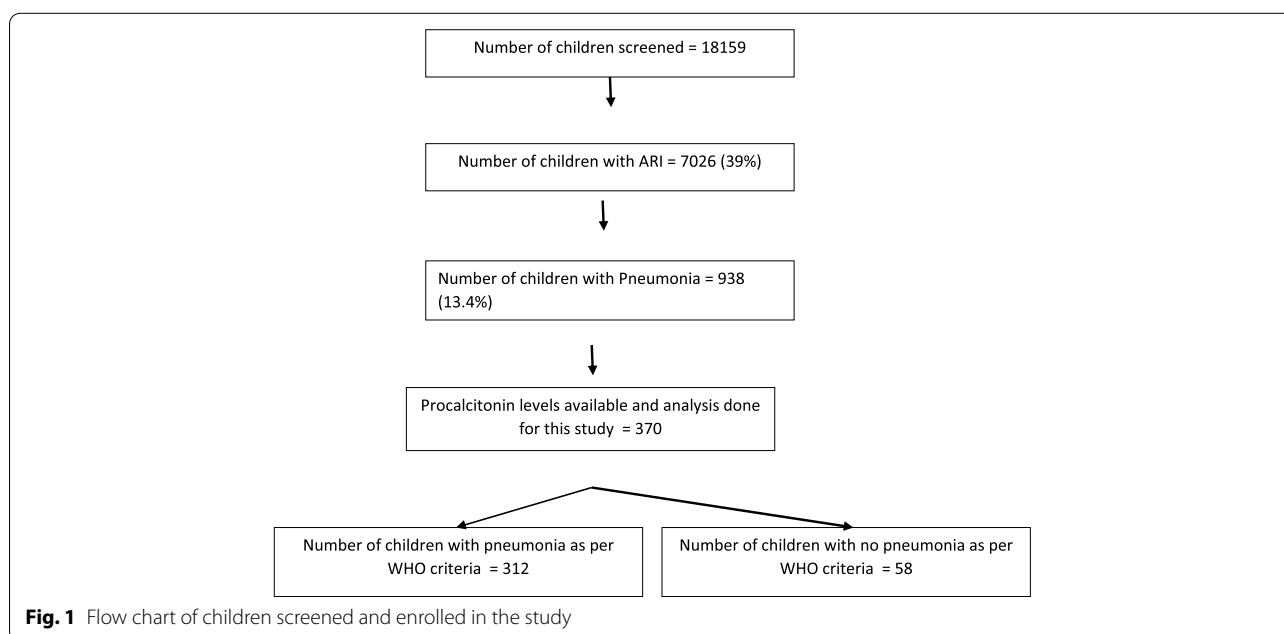 Number of children screened = 18159
Number of children with ARI = 7026 (39%)
Number of children with Pneumonia = 938
(13.4%)
Procalcitonin levels available and analysis done
for this study = 370
Number of children with pneumonia as per
WHO criteria = 312
Number of children with no pneumonia as per
WHO criteria = 58
Fig. 1 Flow chart of children screened and enrolled in the study